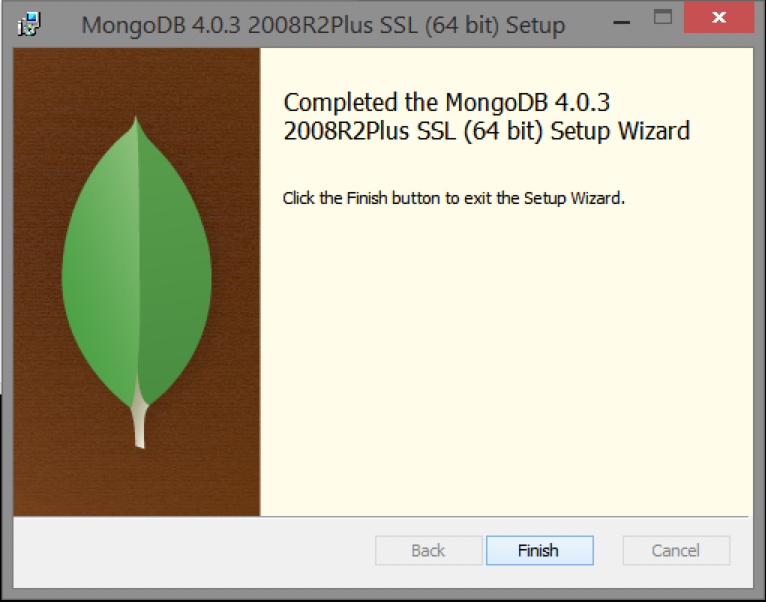 MongoDB 4.0.3 2008R2Plus SSL (64 bit) Setup
Completed the MongoDB 4.0.3
2008R2Plus SSL (64 bit) Setup Wizard
Click the Finish button to exit the Setup Wizard.
Back
Finish
Cancel